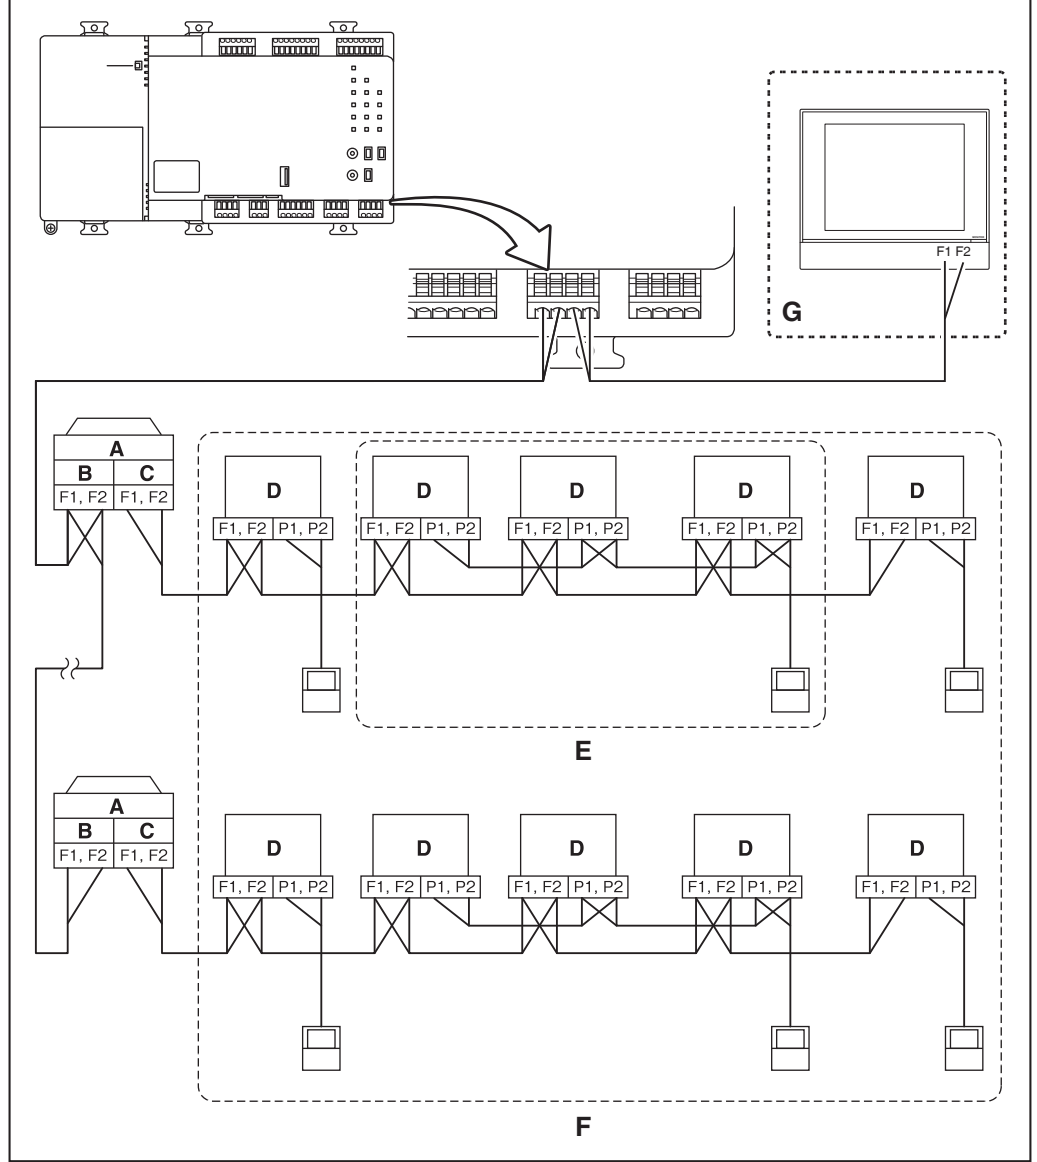 F1 F2
G
A
B C
F1, F2 F1, F2
D D D D D
F1, F2 P1, P2 F1, F2 P1, P2 F1, F2 P1, P2 F1, F2 P1, P2 F1, F2 P1, P2
E
A
B C
F1, F2 F1, F2
D D D D D
F1, F2 P1, P2 F1, F2 P1, P2 F1, F2 P1, P2 F1, F2 P1, P2 F1, F2 P1, P2
F